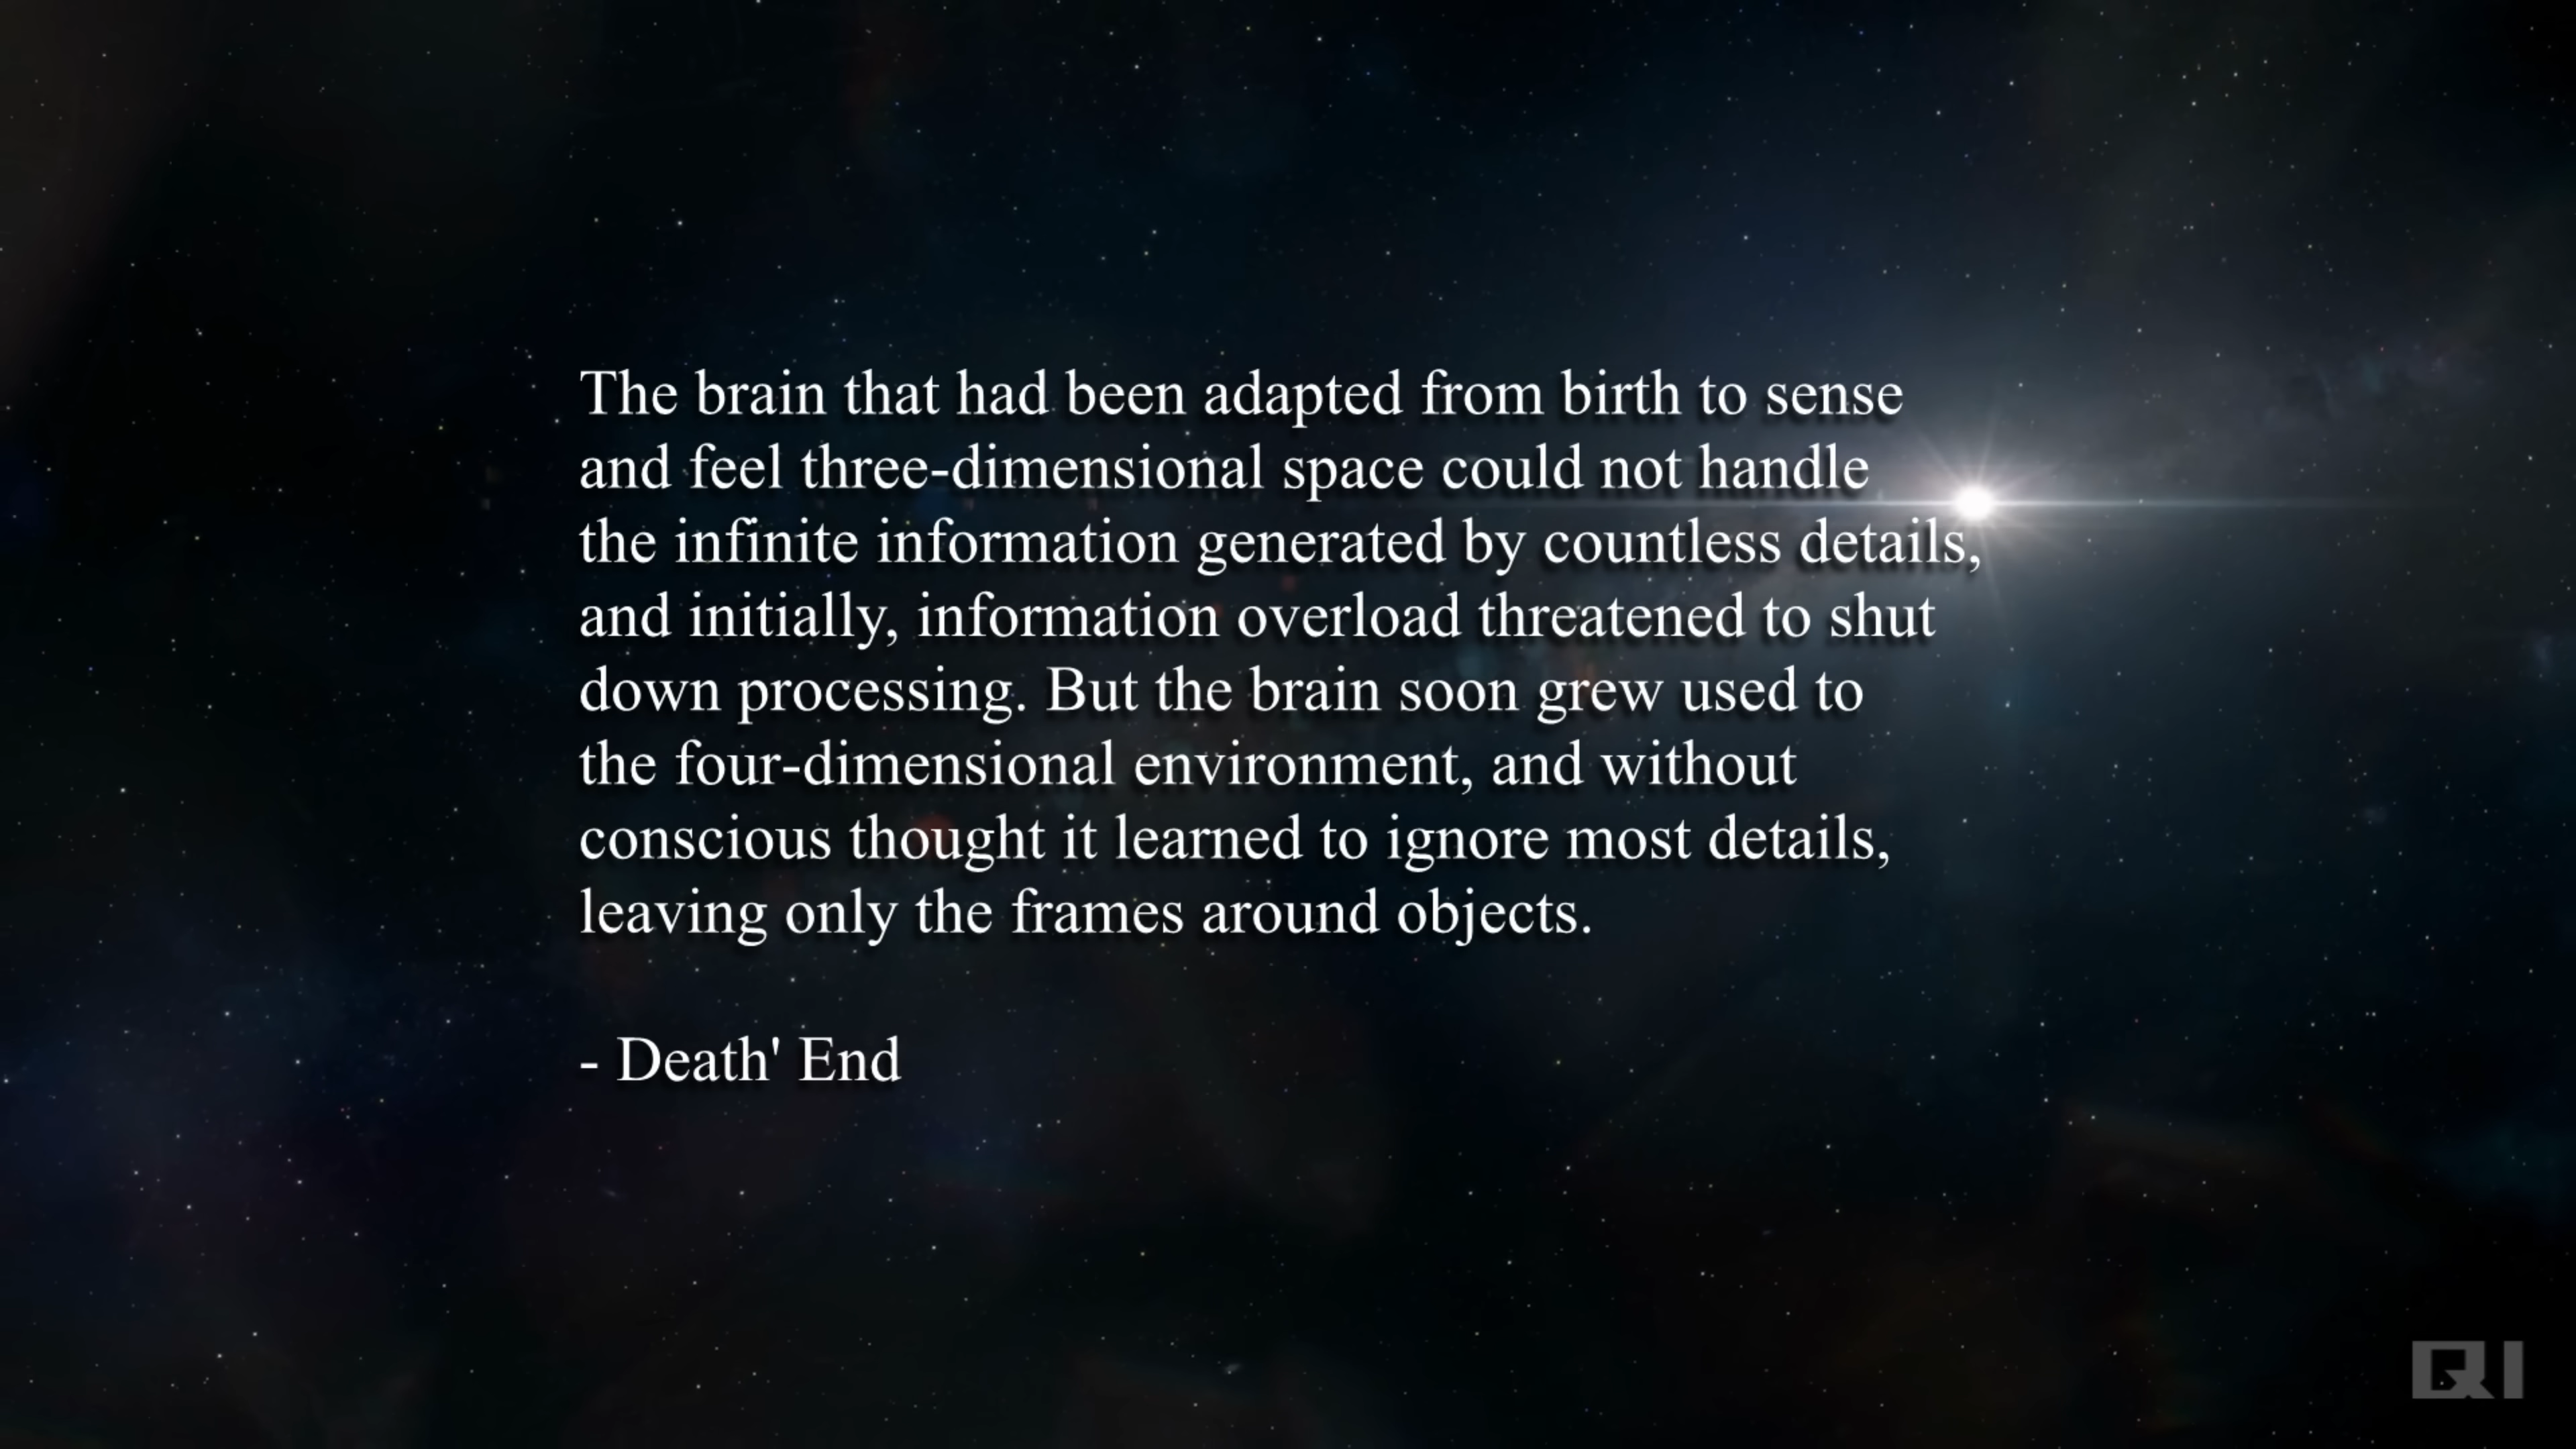 The brain that had been adapted from birth to sense
and feel three-dimensional space could not handle
the infinite information generated by countless details,
and initially, information overload threatened to shut
down processing. But the brain soon grew used to
the four-dimensional environment, and without
conscious thought it learned to ignore most details,
leaving only the frames around objects.
- Death' End
QI